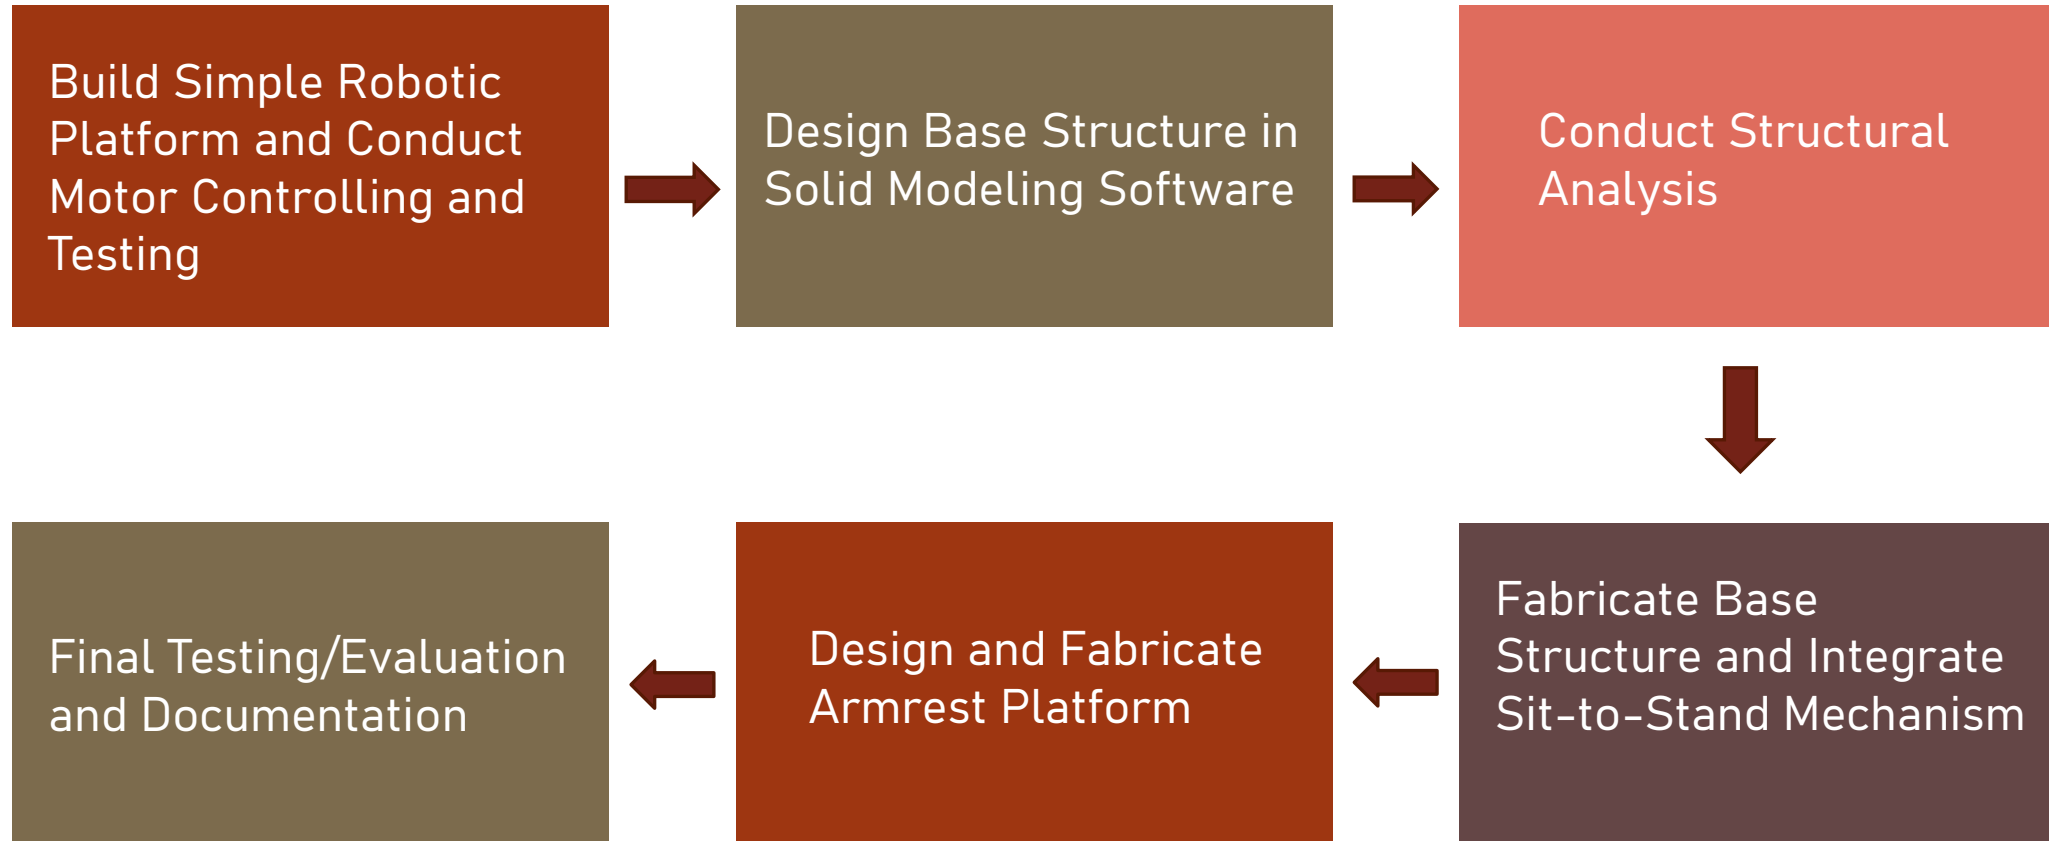 Build Simple Robotic
Platform and Conduct
Motor Controlling and
Testing
Design Base Structure in
Solid Modeling Software
Conduct Structural
Analysis
Fabricate Base
Structure and Integrate
Sit-to-Stand Mechanism
Design and Fabricate
Armrest Platform
Final Testing/Evaluation
and Documentation